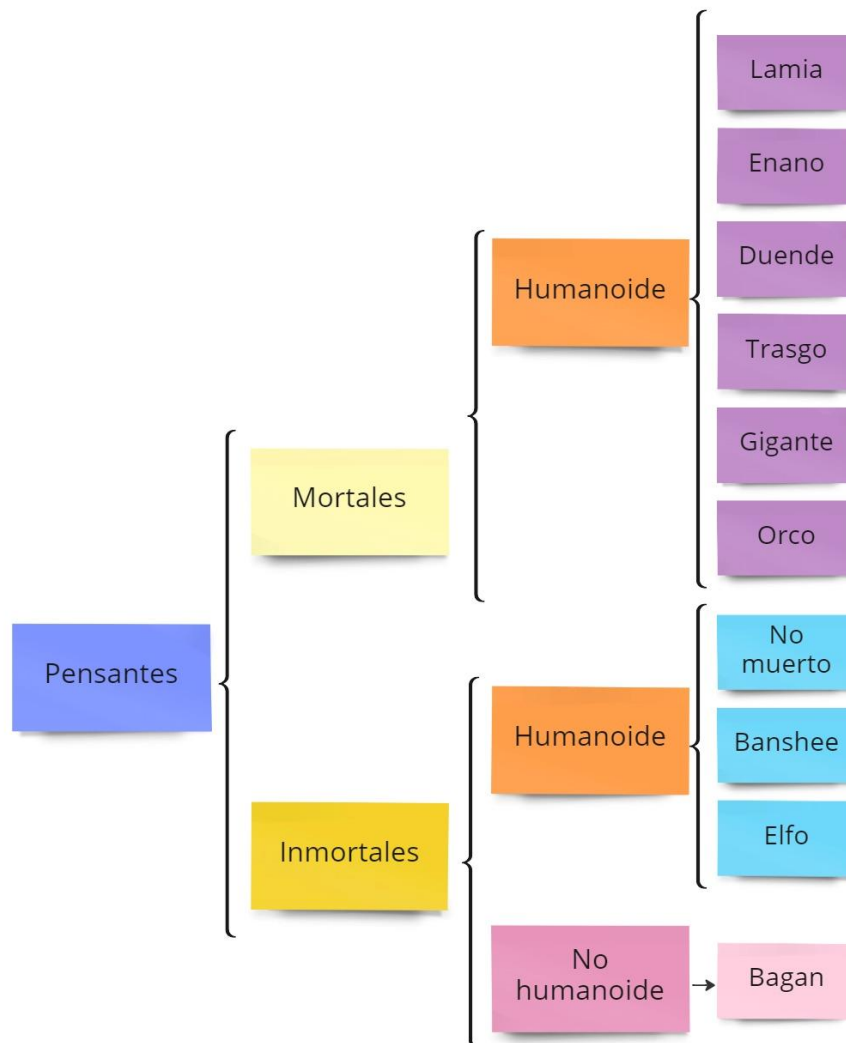 Pensantes
Mortales
Humanoide
Lamia
Enano
Duende
Trasgo
Gigante
Orco
Inmortales
Humanoide
No
muerto
Banshee
Elfo
No
humanoide
Bagan